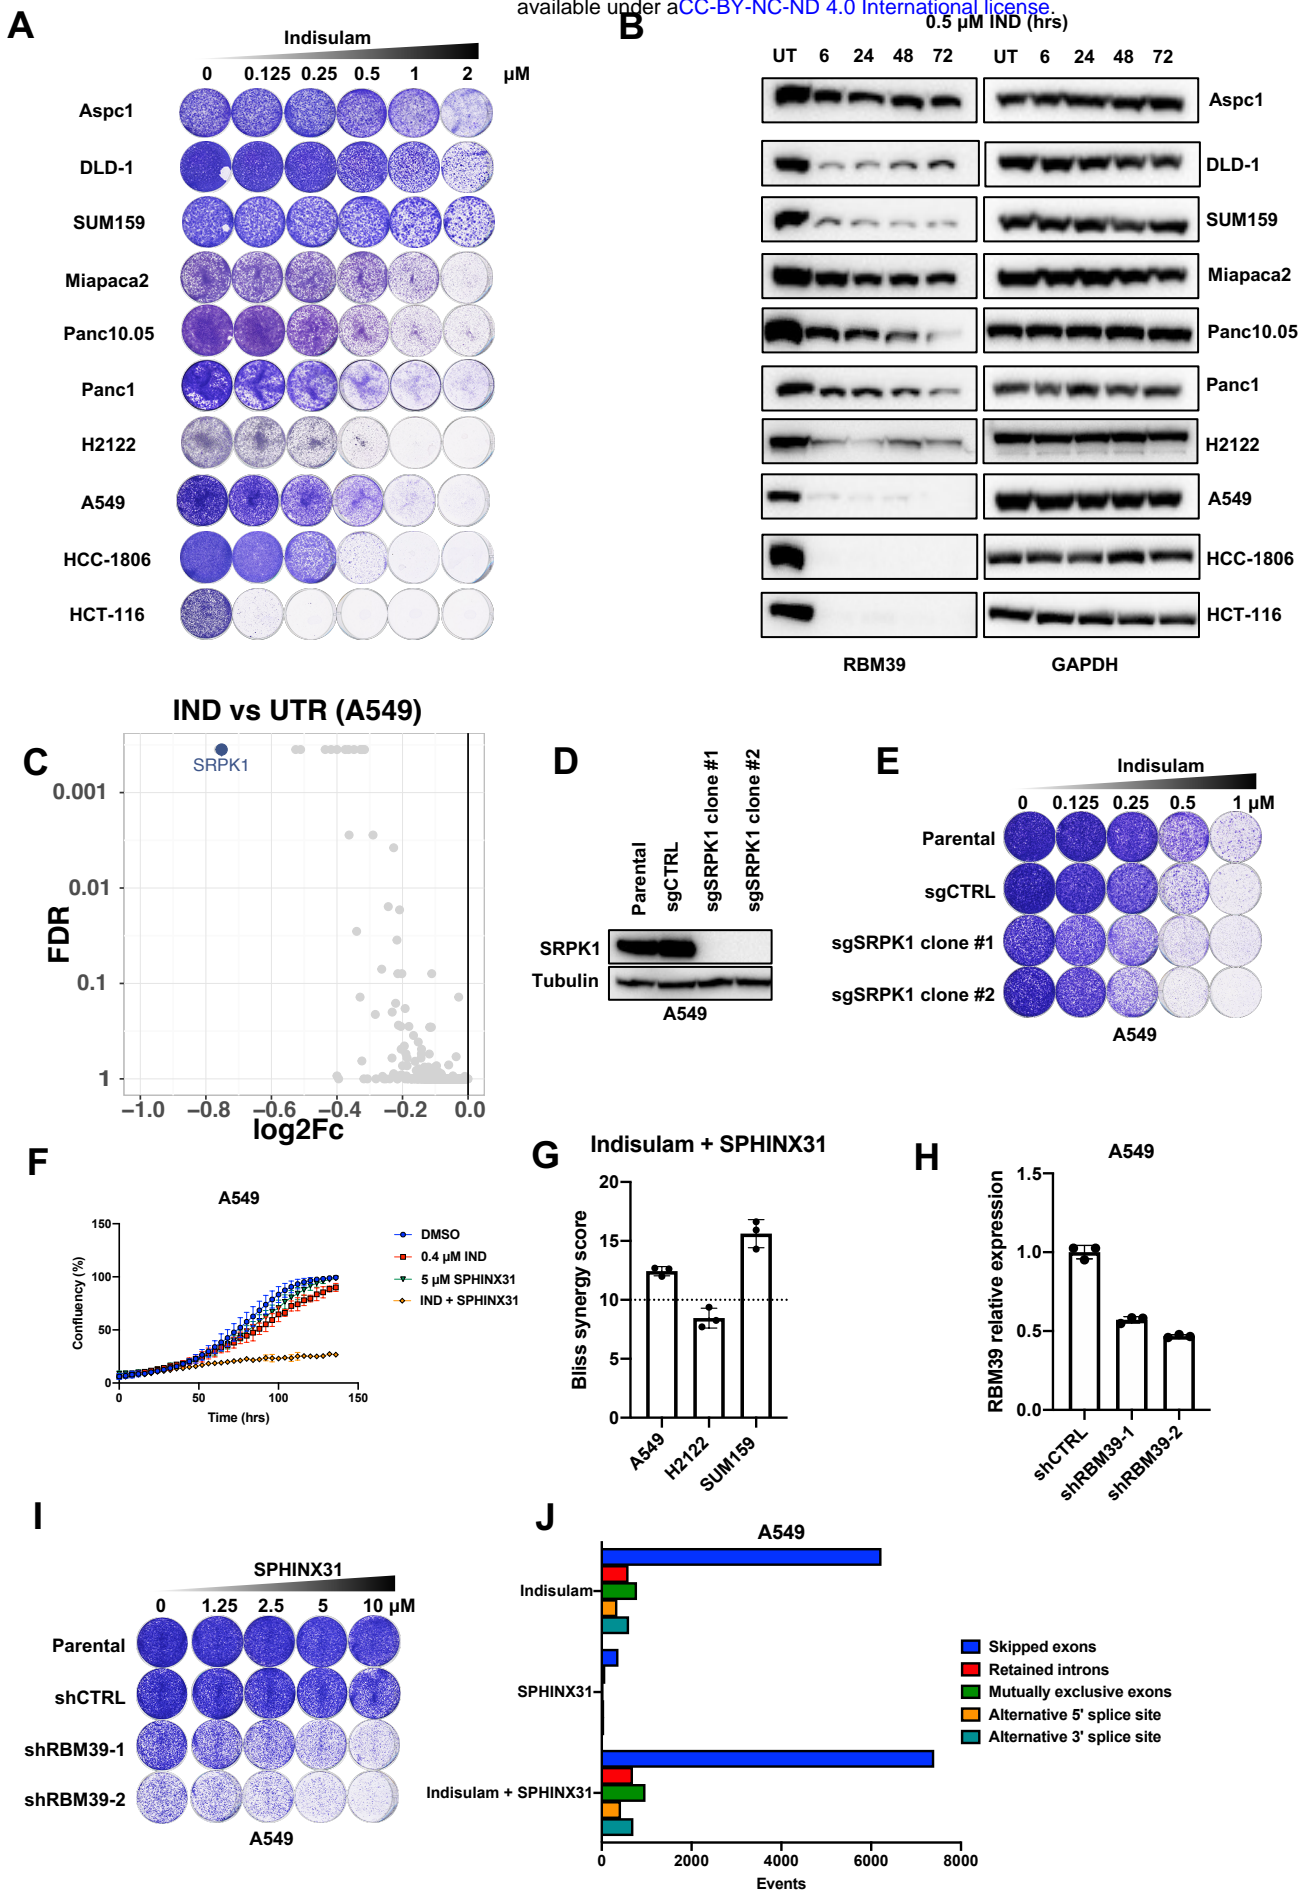 available under aCC-BY-NC-ND 4.0 International license.
A
Indisulam
0 0.125 0.25 0.5 1 2 µM
Aspc1
DLD-1
SUM159
Miapaca2
Panc10.05
Panc1
H2122
A549
HCC-1806
HCT-116
B
0.5 µM IND (hrs)
UT 6 24 48 72 UT 6 24 48 72
Aspc1
DLD-1
SUM159
Miapaca2
Panc10.05
Panc1
H2122
A549
HCC-1806
HCT-116
RBM39 GAPDH
C
IND vs UTR (A549)
SRPK1
FDR
0.001
0.01
0.1
1
−1.0 −0.8 −0.6 −0.4 −0.2 0.0
log2Fc
D
Parental
sgCTRL
sgSRPK1 clone #1
sgSRPK1 clone #2
SRPK1
Tubulin
A549
E
Indisulam
0 0.125 0.25 0.5 1 µM
Parental
sgCTRL
sgSRPK1 clone #1
sgSRPK1 clone #2
A549
F
A549
Confluency (%)
150
100
50
0
0 50 100 150
Time (hrs)
DMSO
0.4 µM IND
5 µM SPHINX31
IND + SPHINX31
G
Indisulam + SPHINX31
Bliss synergy score
20
15
10
5
0
A549
H2122
SUM159
H
A549
RBM39 relative expression
1.5
1.0
0.5
0.0
shCTRL
shRBM39-1
shRBM39-2
I
SPHINX31
0 1.25 2.5 5 10 µM
Parental
shCTRL
shRBM39-1
shRBM39-2
A549
J
A549
Indisulam
SPHINX31
Indisulam + SPHINX31
0 2000 4000 6000 8000
Events
Skipped exons
Retained introns
Mutually exclusive exons
Alternative 5' splice site
Alternative 3' splice site